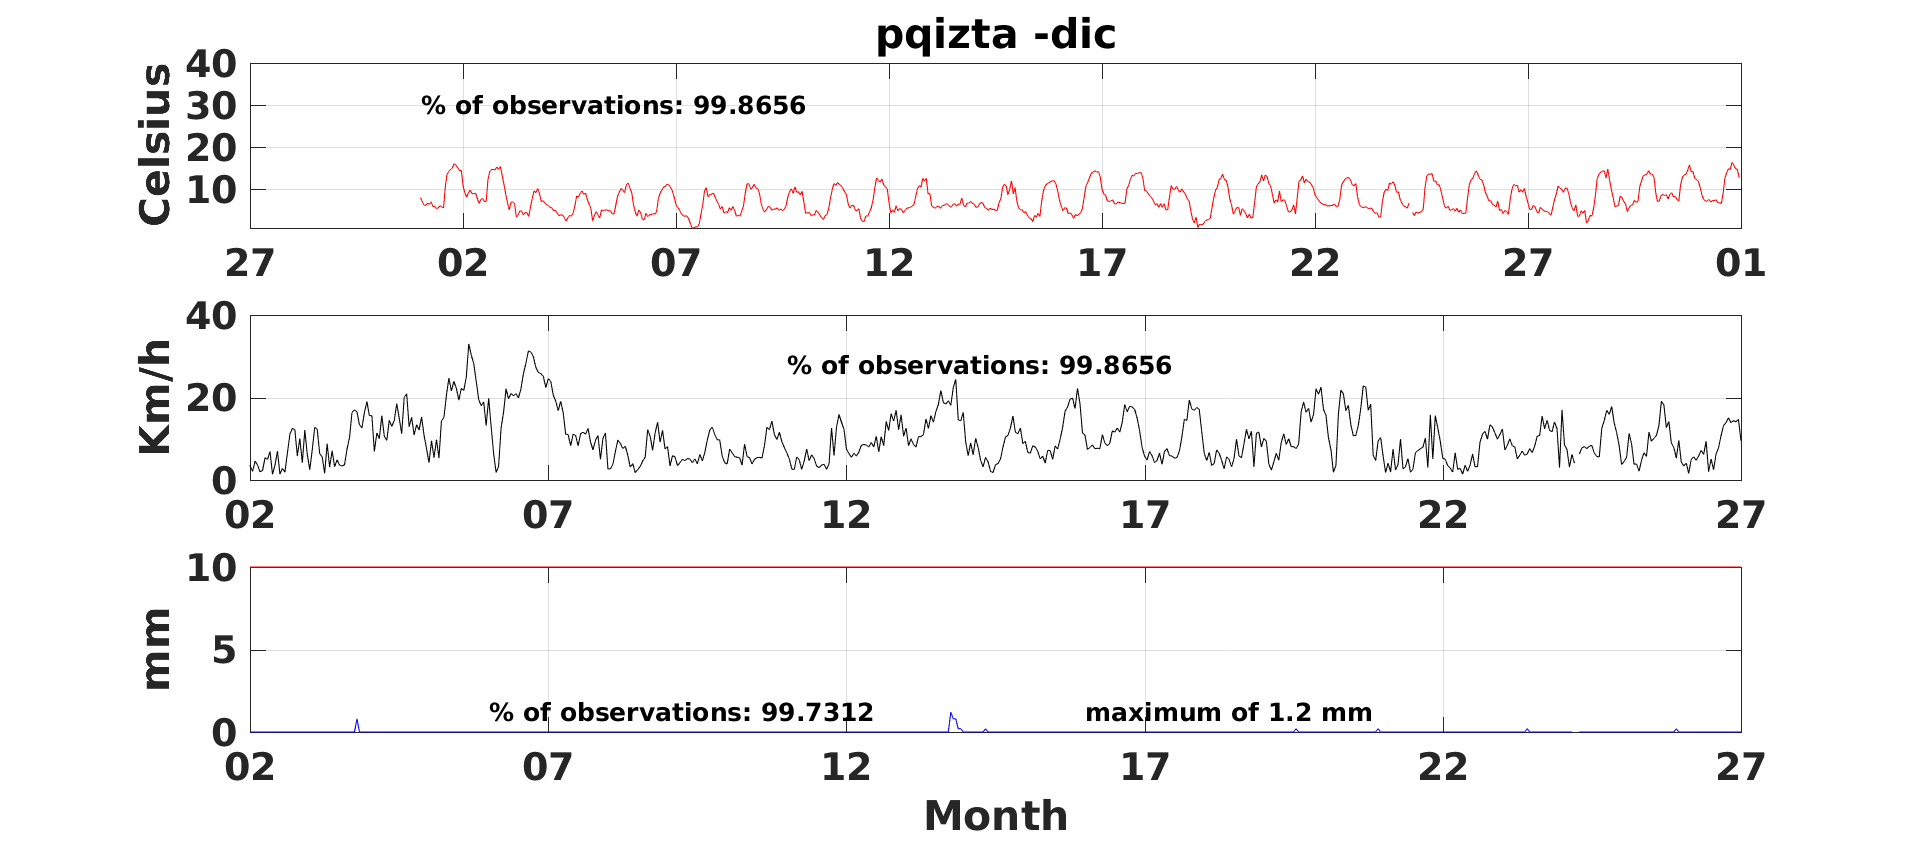 pqizta -dic
Celsius
40
30
20
10
% of observations: 99.8656
27 02 07 12 17 22 27 01
Km/h
40
20
0
% of observations: 99.8656
02 07 12 17 22 27
mm
10
5
0
% of observations: 99.7312 maximum of 1.2 mm
02 07 12 17 22 27
Month